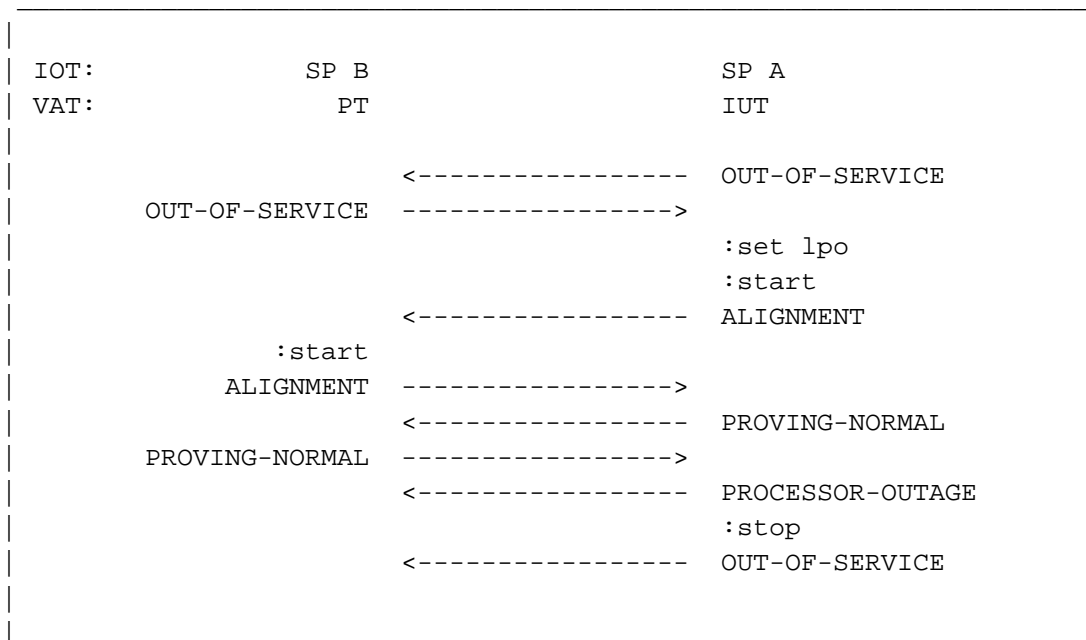 IOT: SP B SP A
VAT: PT IUT
<----------------- OUT-OF-SERVICE
OUT-OF-SERVICE ----------------->
:set lpo
:start
<----------------- ALIGNMENT
:start
ALIGNMENT ----------------->
<----------------- PROVING-NORMAL
PROVING-NORMAL ----------------->
<----------------- PROCESSOR-OUTAGE
:stop
<----------------- OUT-OF-SERVICE